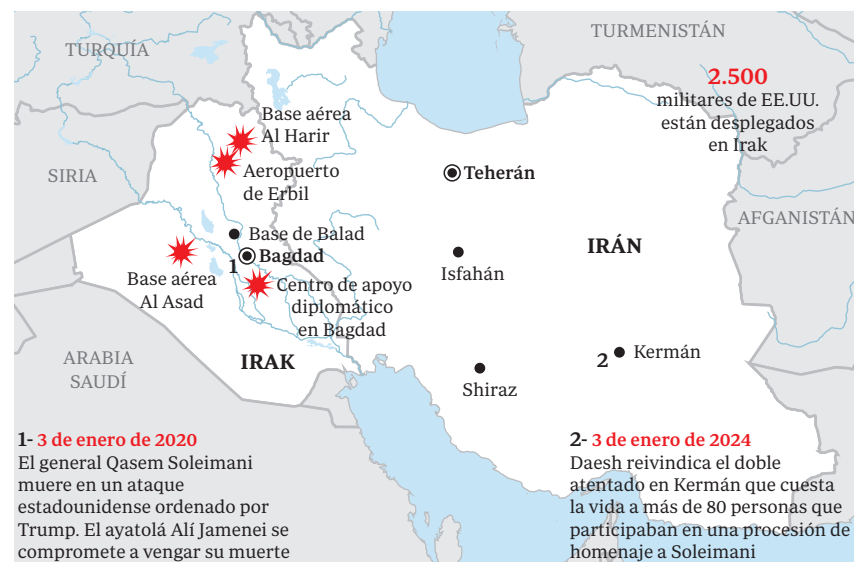 TURQUÍA
TURMENISTÁN
2.500
militares de EE.UU.
están desplegados
en Irak
Base aérea
Al Harir
Aeropuerto
de Erbil
SIRIA
Teherán
AFGANISTÁN
Base de Balad
1
Bagdad
IRÁN
Isfahán
Base aérea
Al Asad
Centro de apoyo
diplomático
en Bagdad
ARABIA
SAUDÍ
IRAK
2
Kermán
Shiraz
1- 3 de enero de 2020
El general Qasem Soleimani
muere en un ataque
estadounidense ordenado por
Trump. El ayatolá Alí Jamenei se
compromete a vengar su muerte
2- 3 de enero de 2024
Daesh reivindica el doble
atentado en Kermán que cuesta
la vida a más de 80 personas que
participaban en una procesión de
homenaje a Soleimani